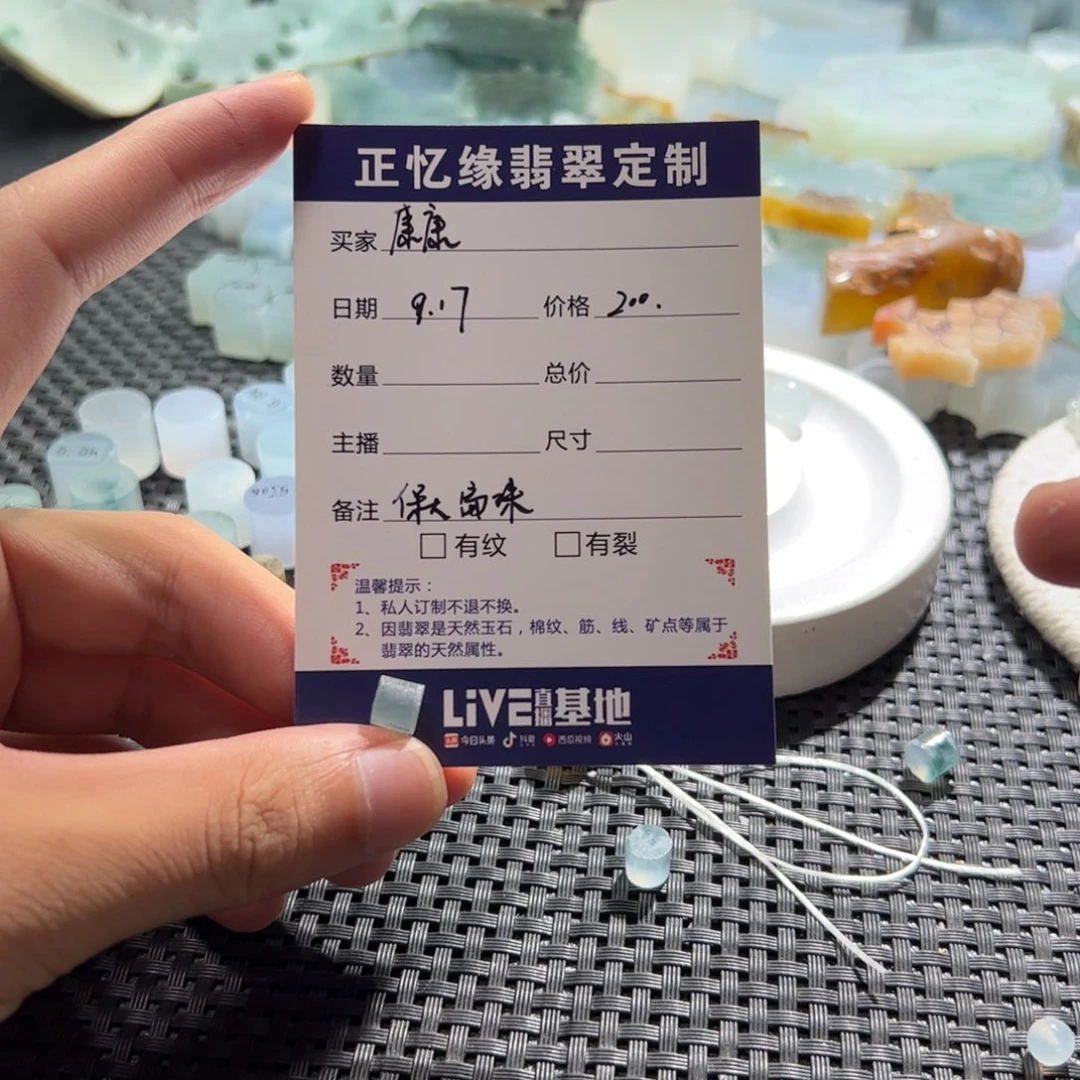 正忆缘翡翠定制
买家 康康
日期 9.17 价格 200.
数量 总价
主播 尺寸
备注 保大
有纹 有裂
温馨提示：
1、私人订制不退不换。
2、因翡翠是天然玉石，棉纹、筋、线、矿点等属于
翡翠的天然属性。
LiVE直播基地
今日头条 抖音 西瓜视频 火山